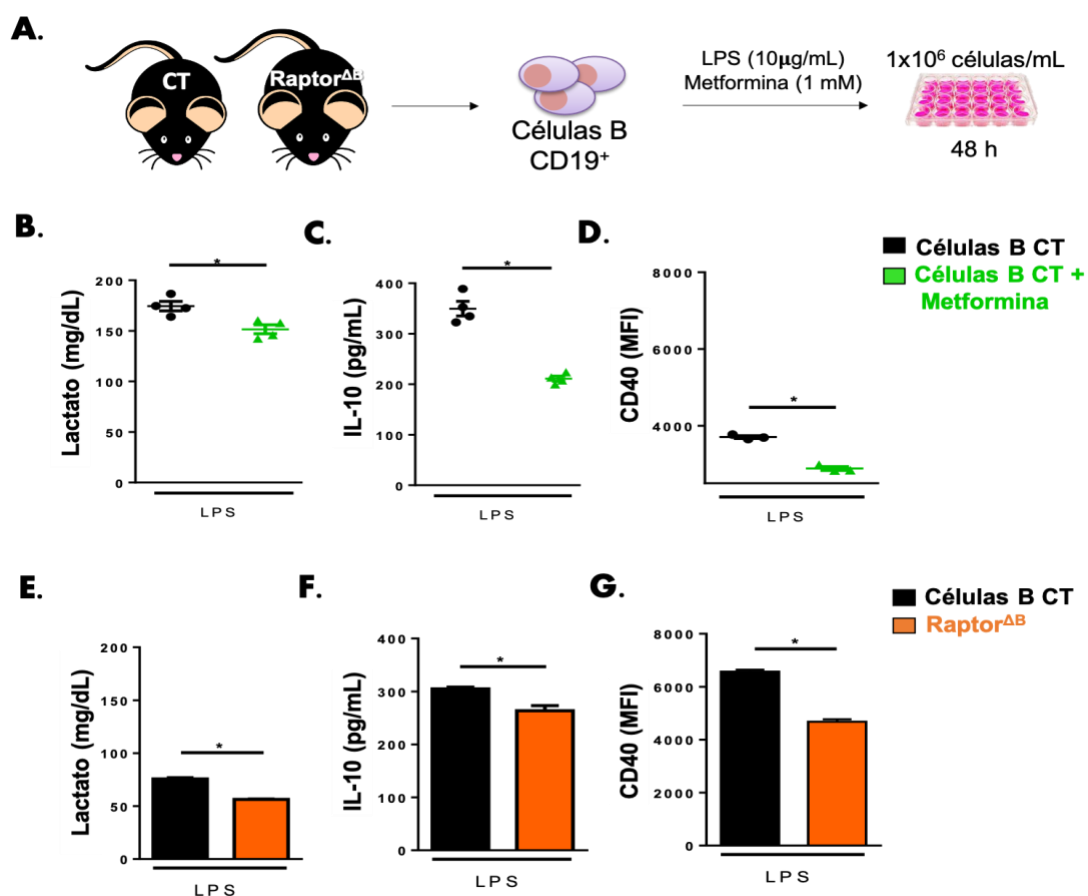 A.
CT
Raptor^ΔB
Células B
CD19⁺
LPS (10μg/mL)
Metformina (1 mM)
1x10⁶ células/mL
48 h
B.
Lactato (mg/dL)
200
150
100
50
0
*
LPS
C.
IL-10 (pg/mL)
400
300
200
100
0
*
LPS
D.
CD40 (MFI)
8000
6000
4000
*
LPS
Células B CT
Células B CT +
Metformina
E.
Lactato (mg/dL)
200
150
100
50
0
*
LPS
F.
IL-10 (pg/mL)
400
300
200
100
0
*
LPS
G.
CD40 (MFI)
8000
6000
4000
2000
0
*
LPS
Células B CT
Raptor^ΔB